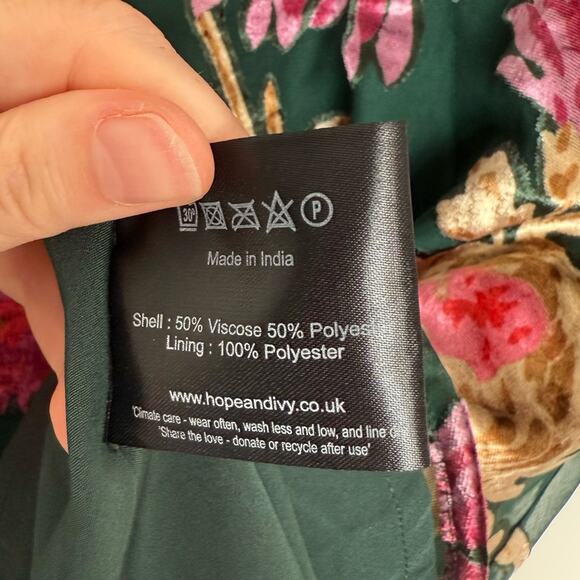 30° P
Made in India
Shell : 50% Viscose 50% Polyes
Lining : 100% Polyester
www.hopeandivy.co.uk
'Climate care - wear often, wash less and low, and line
'Share the love - donate or recycle after use'